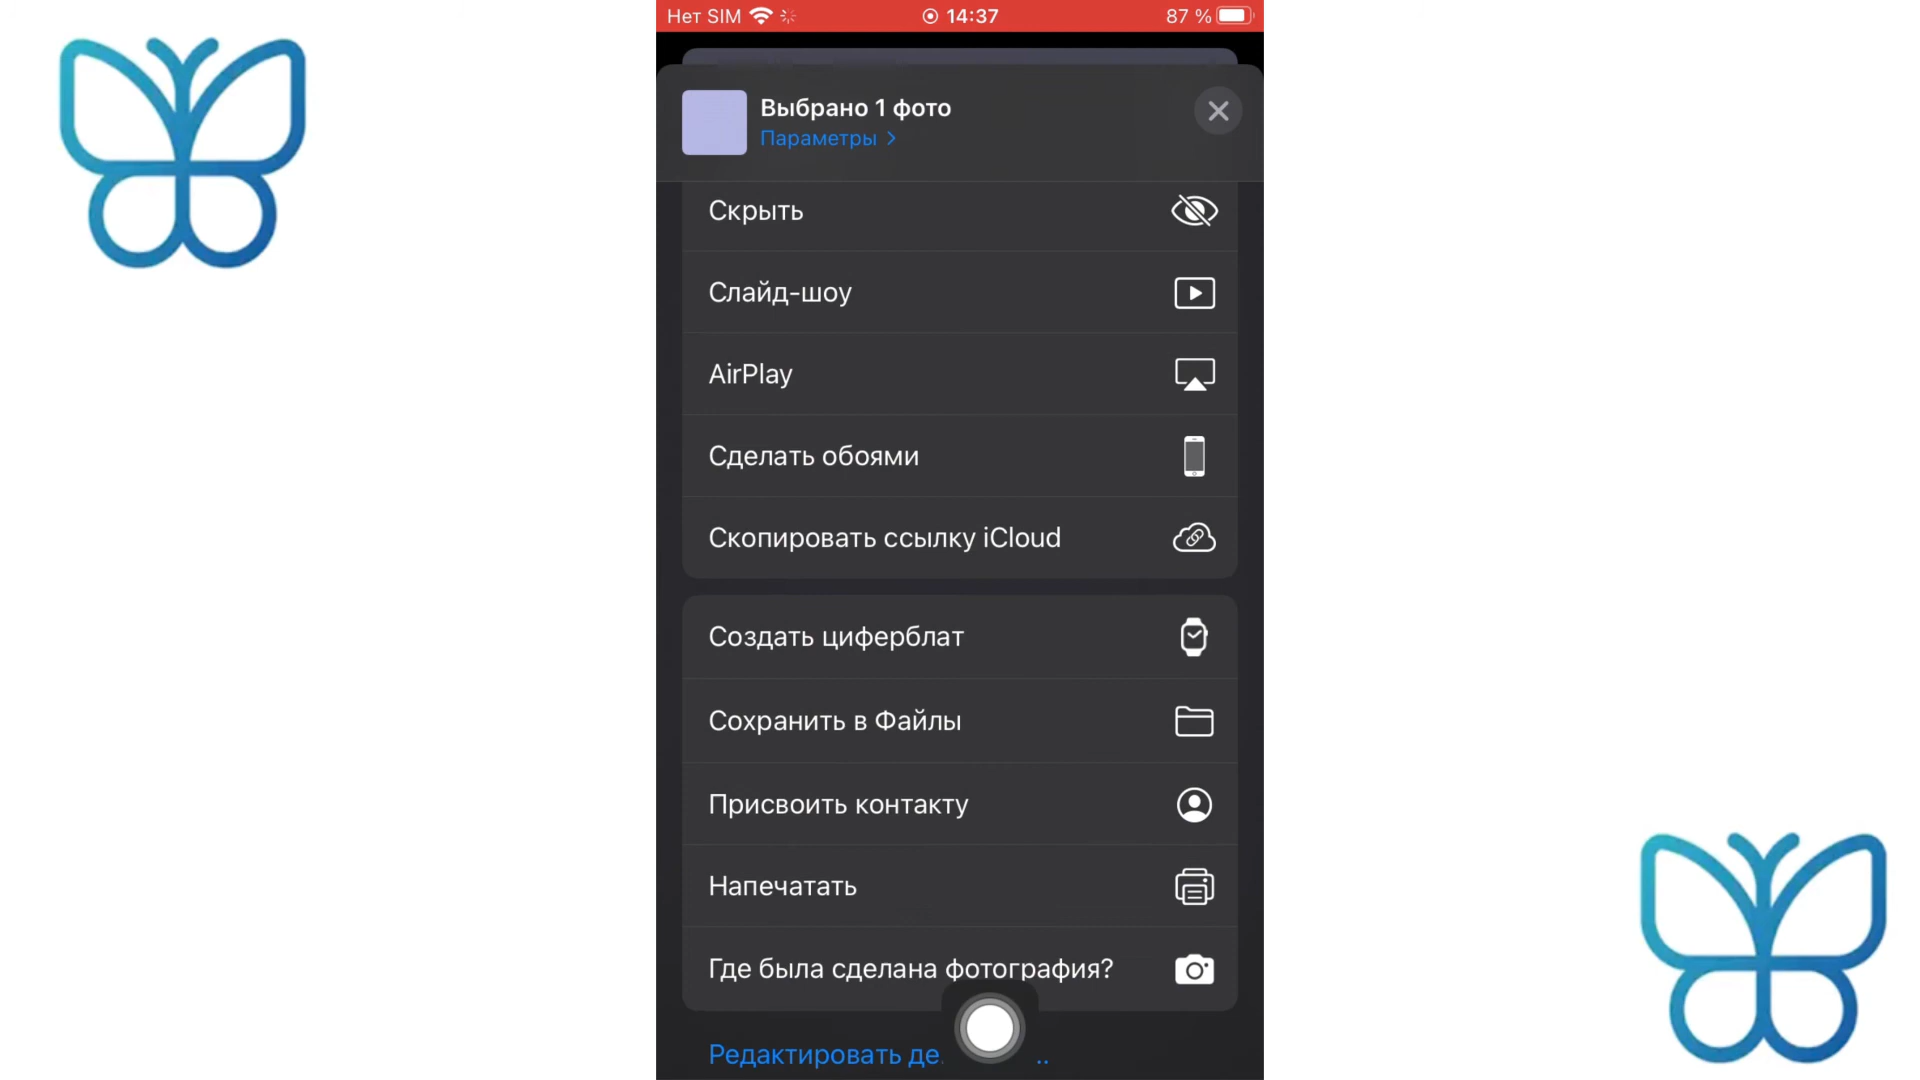 Нет SIM 14:37 87 %
Выбрано 1 фото
Параметры
Скрыть
Слайд-шоу
AirPlay
Сделать обоями
Скопировать ссылку iCloud
Создать циферблат
Сохранить в Файлы
Присвоить контакту
Напечатать
Где была сделана фотография?
Редактировать